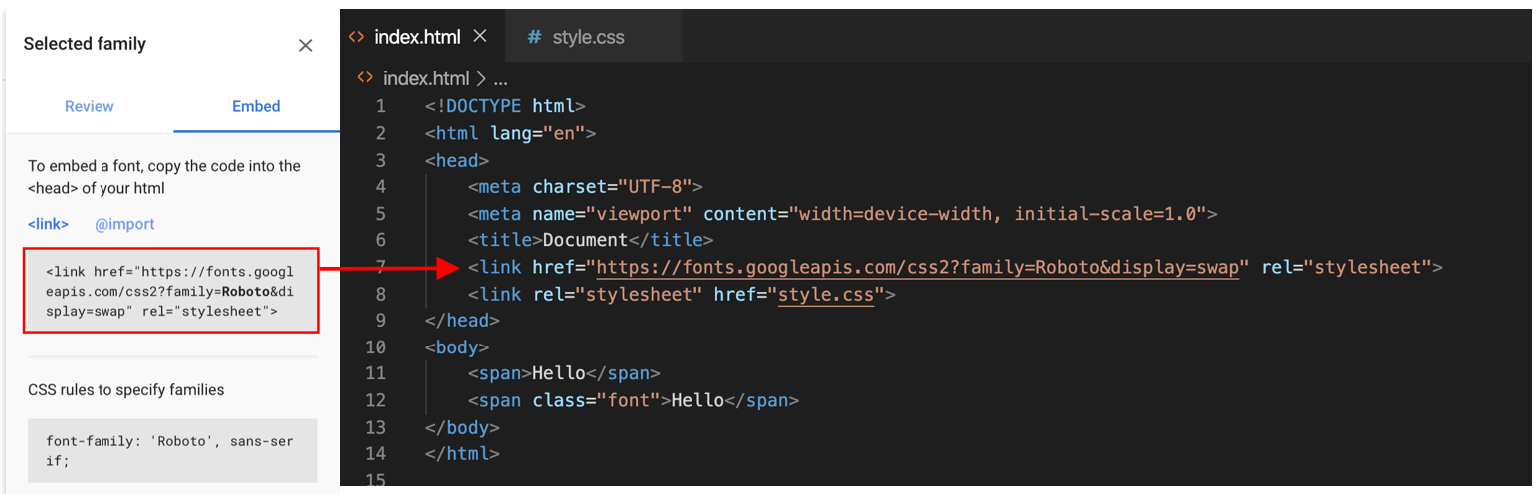 Selected family
Review Embed
To embed a font, copy the code into the
<head> of your html
<link> @import
<link href="https://fonts.googl
eapis.com/css2?family=Roboto&di
splay=swap" rel="stylesheet">
CSS rules to specify families
font-family: 'Roboto', sans-ser
if;
<> index.html × # style.css
<> index.html > ...
1 <!DOCTYPE html>
2 <html lang="en">
3 <head>
4 <meta charset="UTF-8">
5 <meta name="viewport" content="width=device-width, initial-scale=1.0">
6 <title>Document</title>
7 <link href="https://fonts.googleapis.com/css2?family=Roboto&display=swap" rel="stylesheet">
8 <link rel="stylesheet" href="style.css">
9 </head>
10 <body>
11 <span>Hello</span>
12 <span class="font">Hello</span>
13 </body>
14 </html>
15